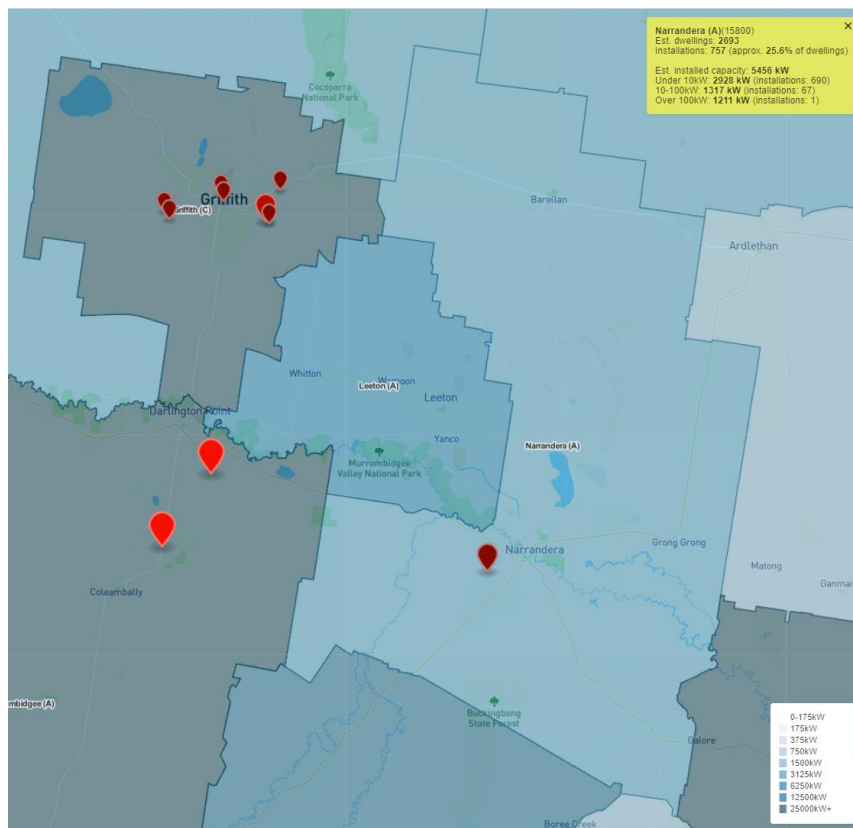 Narrandera (A)(15800)
Est. dwellings: 2693
Installations: 757 (approx. 25.6% of dwellings)
Est. installed capacity: 5456 kW
Under 10kW: 2928 kW (installations: 690)
10-100kW: 1317 kW (installations: 67)
Over 100kW: 1211 kW (installations: 1)
×
Cocoparra
National Park
Griffith
Griffith (C)
Barellan
Ardlethan
Whitton
Wamoon
Leeton (A)
Leeton
Darlington Point
Yanco
Narrandera (A)
Murrumbidgee
Valley National Park
Narrandera
Grong Grong
Matong
Ganmai
Coleambally
mbidgee (A)
Buckingbong
State Forest
Galore
Boree Creek
0-175kW
175kW
375kW
750kW
1500kW
3125kW
6250kW
12500kW
25000kW+